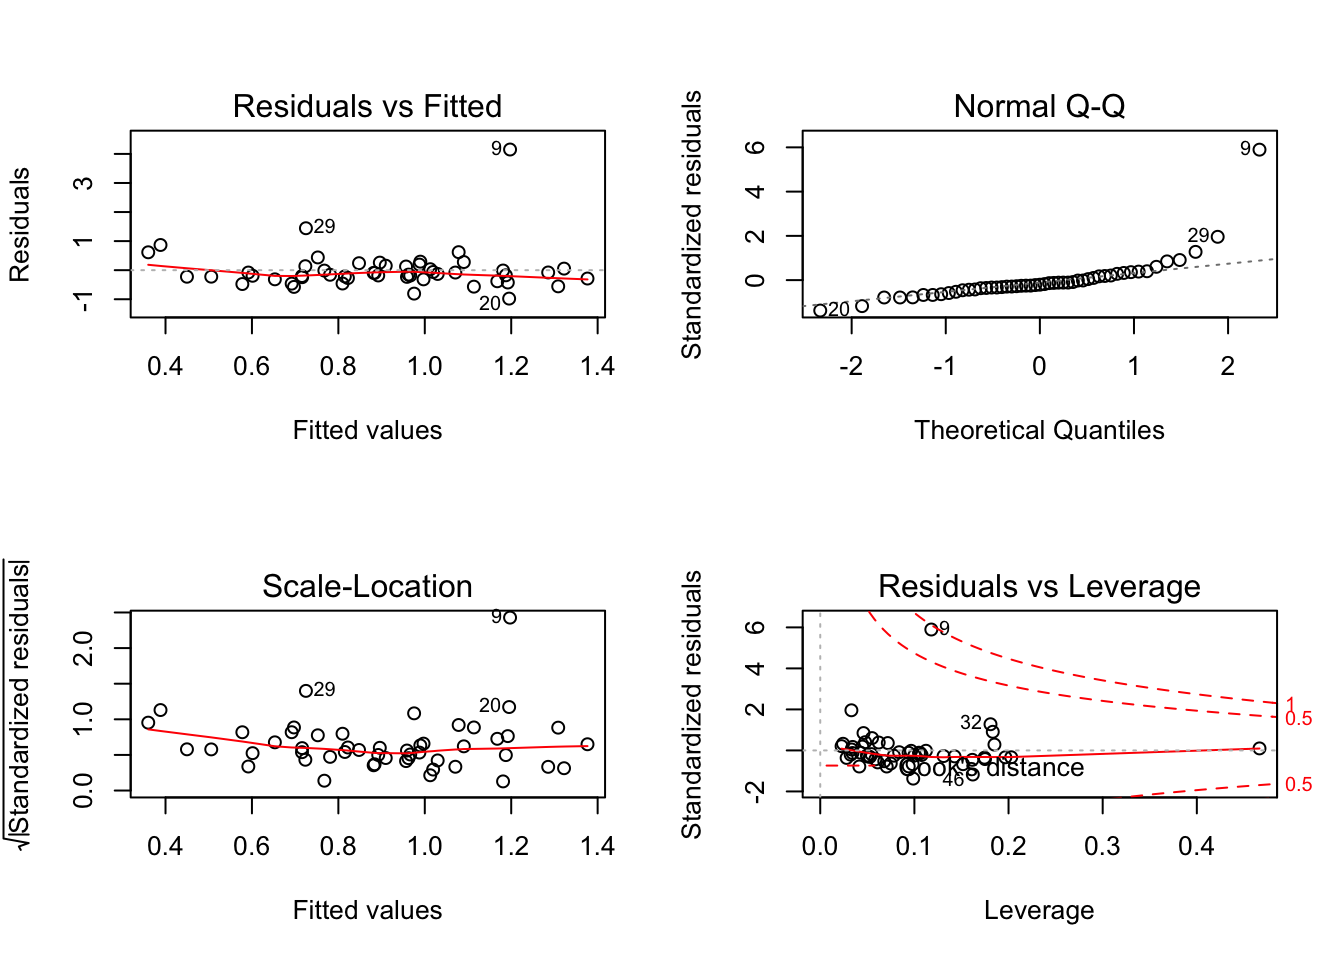 Residuals vs Fitted
Residuals
3
1
-1
9
29
20
0.4 0.6 0.8 1.0 1.2 1.4
Fitted values
Normal Q-Q
Standardized residuals
6
4
2
0
9
29
20
-2 -1 0 1 2
Theoretical Quantiles
Scale-Location
√|Standardized residuals|
2.0
1.0
0.0
9
29
20
0.4 0.6 0.8 1.0 1.2 1.4
Fitted values
Residuals vs Leverage
Standardized residuals
6
4
2
-2
9
32
46
Cook's distance
1
0.5
0.5
0.0 0.1 0.2 0.3 0.4
Leverage